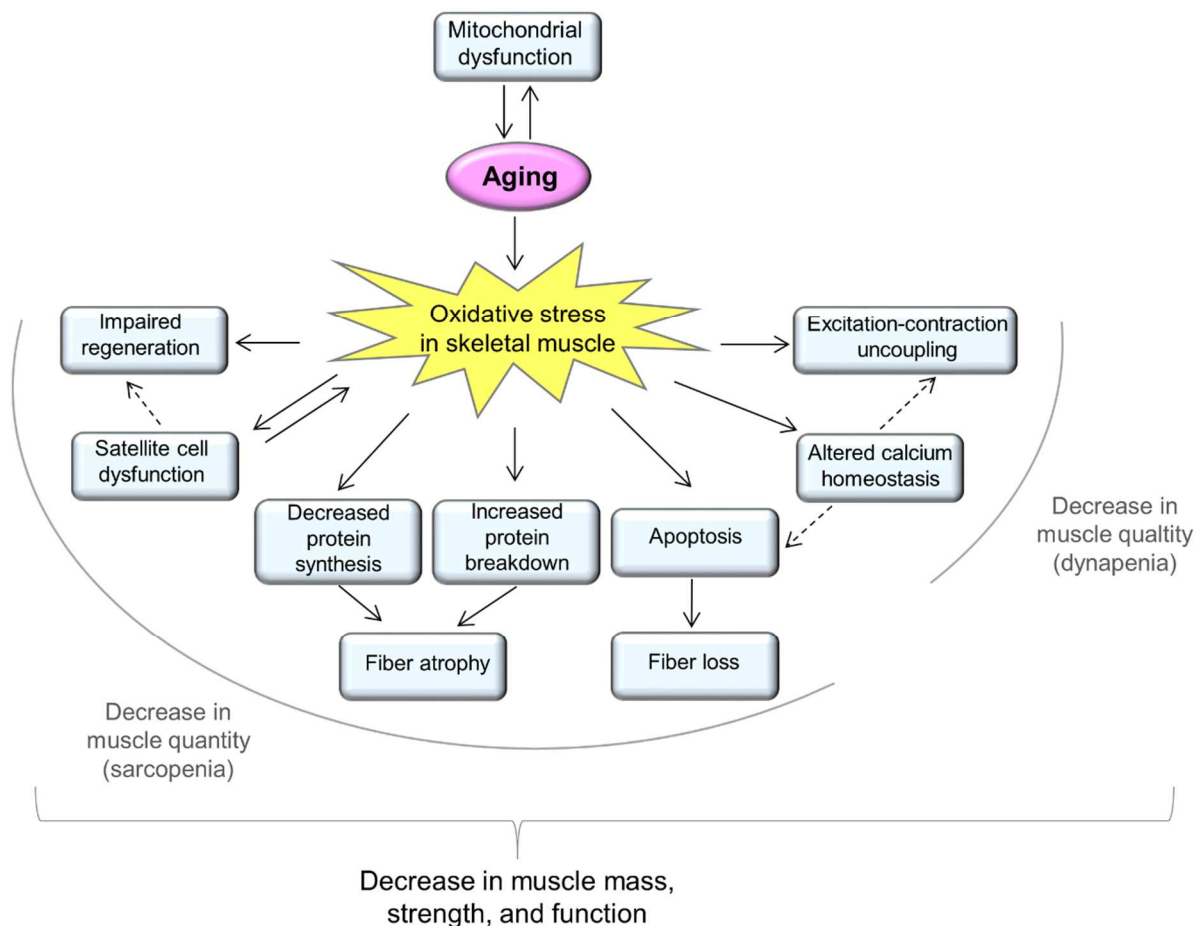 Mitochondrial
dysfunction
Aging
Oxidative stress
in skeletal muscle
Impaired
regeneration
Excitation-contraction
uncoupling
Satellite cell
dysfunction
Altered calcium
homeostasis
Decreased
protein
synthesis
Increased
protein
breakdown
Apoptosis
Decrease in
muscle qualtity
(dynapenia)
Fiber atrophy
Fiber loss
Decrease in
muscle quantity
(sarcopenia)
Decrease in muscle mass,
strength, and function